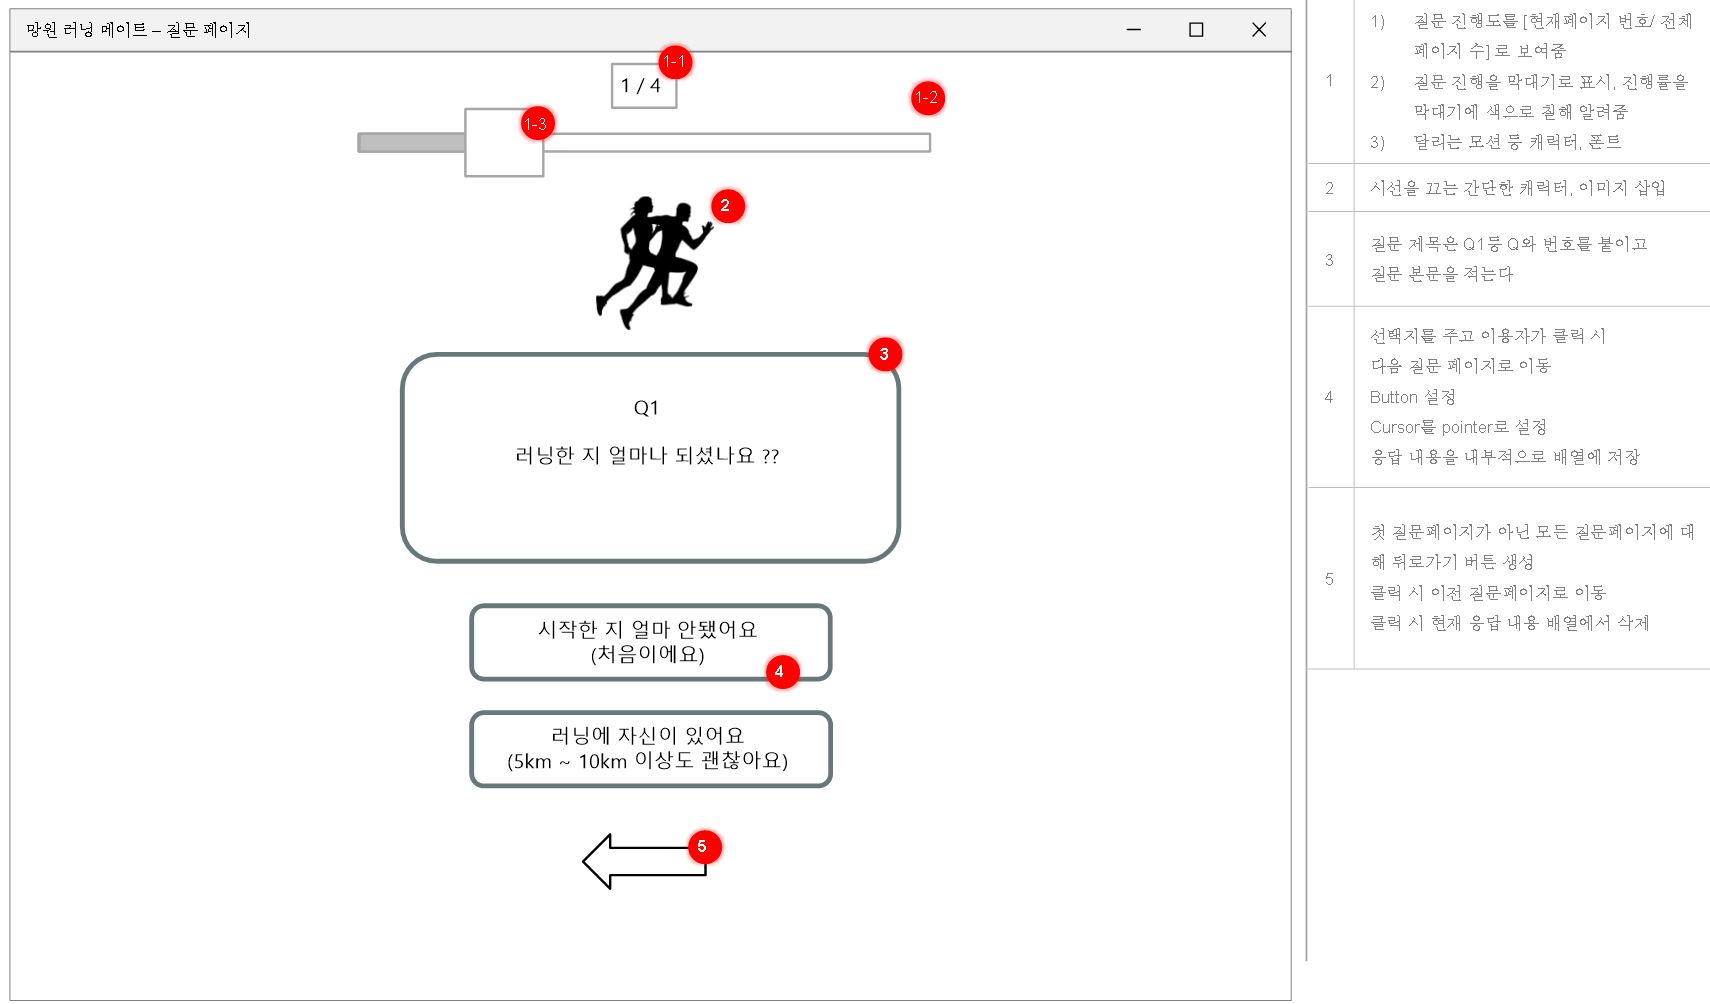 망원 러닝 메이트 – 질문 페이지
1 / 4
1-1
1-2
1-3
2
3
Q1
러닝한 지 얼마나 되셨나요 ??
시작한 지 얼마 안됐어요
(처음이에요)
4
러닝에 자신이 있어요
(5km ~ 10km 이상도 괜찮아요)
5
1
1) 질문 진행도를 [현재페이지 번호/ 전체
페이지 수] 로 보여줌
2) 질문 진행을 막대기로 표시, 진행률을
막대기에 색으로 칠해 알려줌
3) 달리는 모션 등 캐릭터, 폰트
2
시선을 끄는 간단한 캐릭터, 이미지 삽입
3
질문 제목은 Q1등 Q와 번호를 붙이고
질문 본문을 적는다
4
선택지를 주고 이용자가 클릭 시
다음 질문 페이지로 이동
Button 설정
Cursor를 pointer로 설정
응답 내용을 내부적으로 배열에 저장
5
첫 질문페이지가 아닌 모든 질문페이지에 대
해 뒤로가기 버튼 생성
클릭 시 이전 질문페이지로 이동
클릭 시 현재 응답 내용 배열에서 삭제